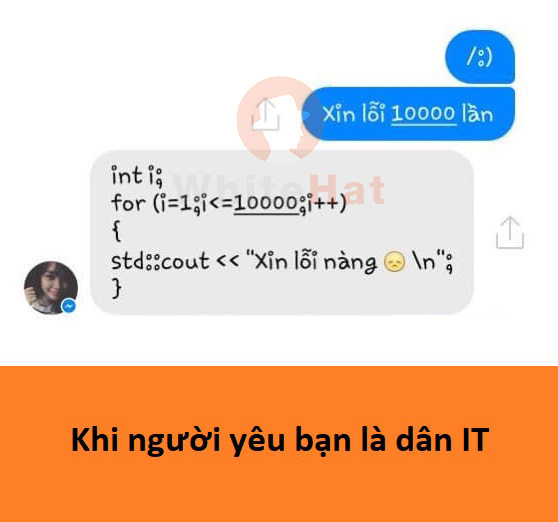 /:)
Xin lỗi 10000 lần
WhiteHat
int i;
for (i=1;i<=10000;i++)
{
std::cout << "Xin lỗi nàng 😞 \n";
}
Khi người yêu bạn là dân IT